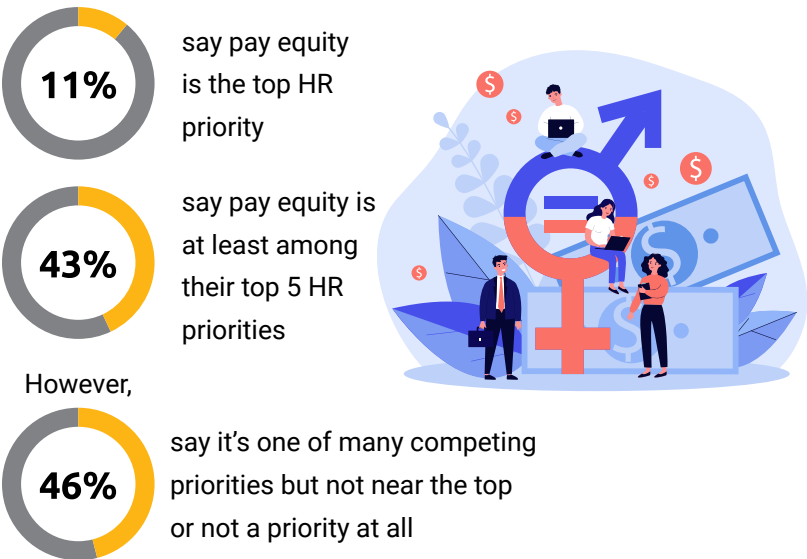 11%
say pay equity
is the top HR
priority
43%
say pay equity is
at least among
their top 5 HR
priorities
However,
46%
say it’s one of many competing
priorities but not near the top
or not a priority at all
$
$
$
$
$
$
$